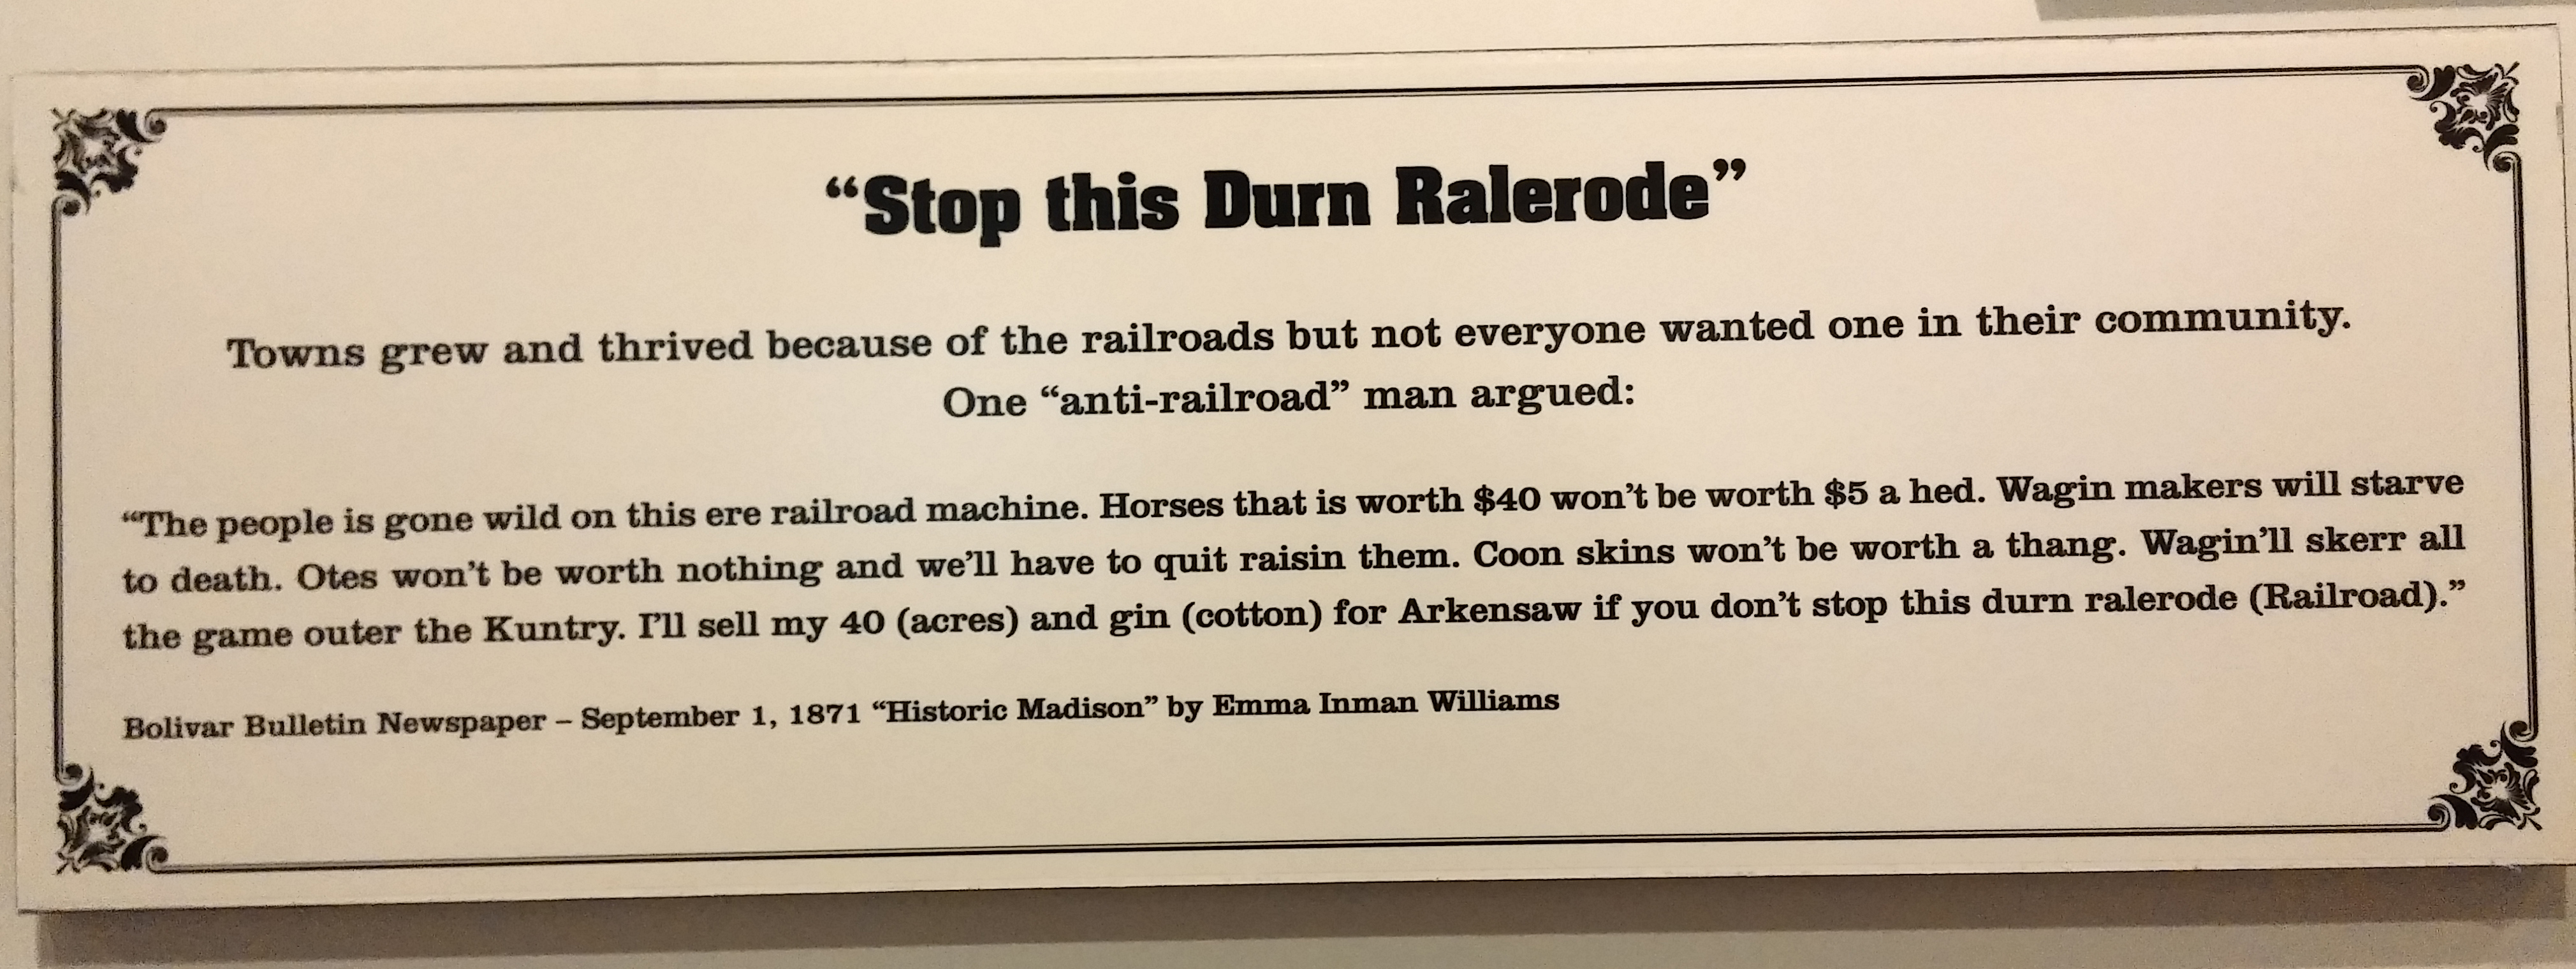 “Stop this Durn Ralerode”
Towns grew and thrived because of the railroads but not everyone wanted one in their community.
One “anti-railroad” man argued:
“The people is gone wild on this ere railroad machine. Horses that is worth $40 won’t be worth $5 a hed. Wagin makers will starve
to death. Otes won’t be worth nothing and we’ll have to quit raisin them. Coon skins won’t be worth a thang. Wagin’ll skerr all
the game outer the Kuntry. I’ll sell my 40 (acres) and gin (cotton) for Arkensaw if you don’t stop this durn ralerode (Railroad).”
Bolivar Bulletin Newspaper – September 1, 1871 “Historic Madison” by Emma Inman Williams